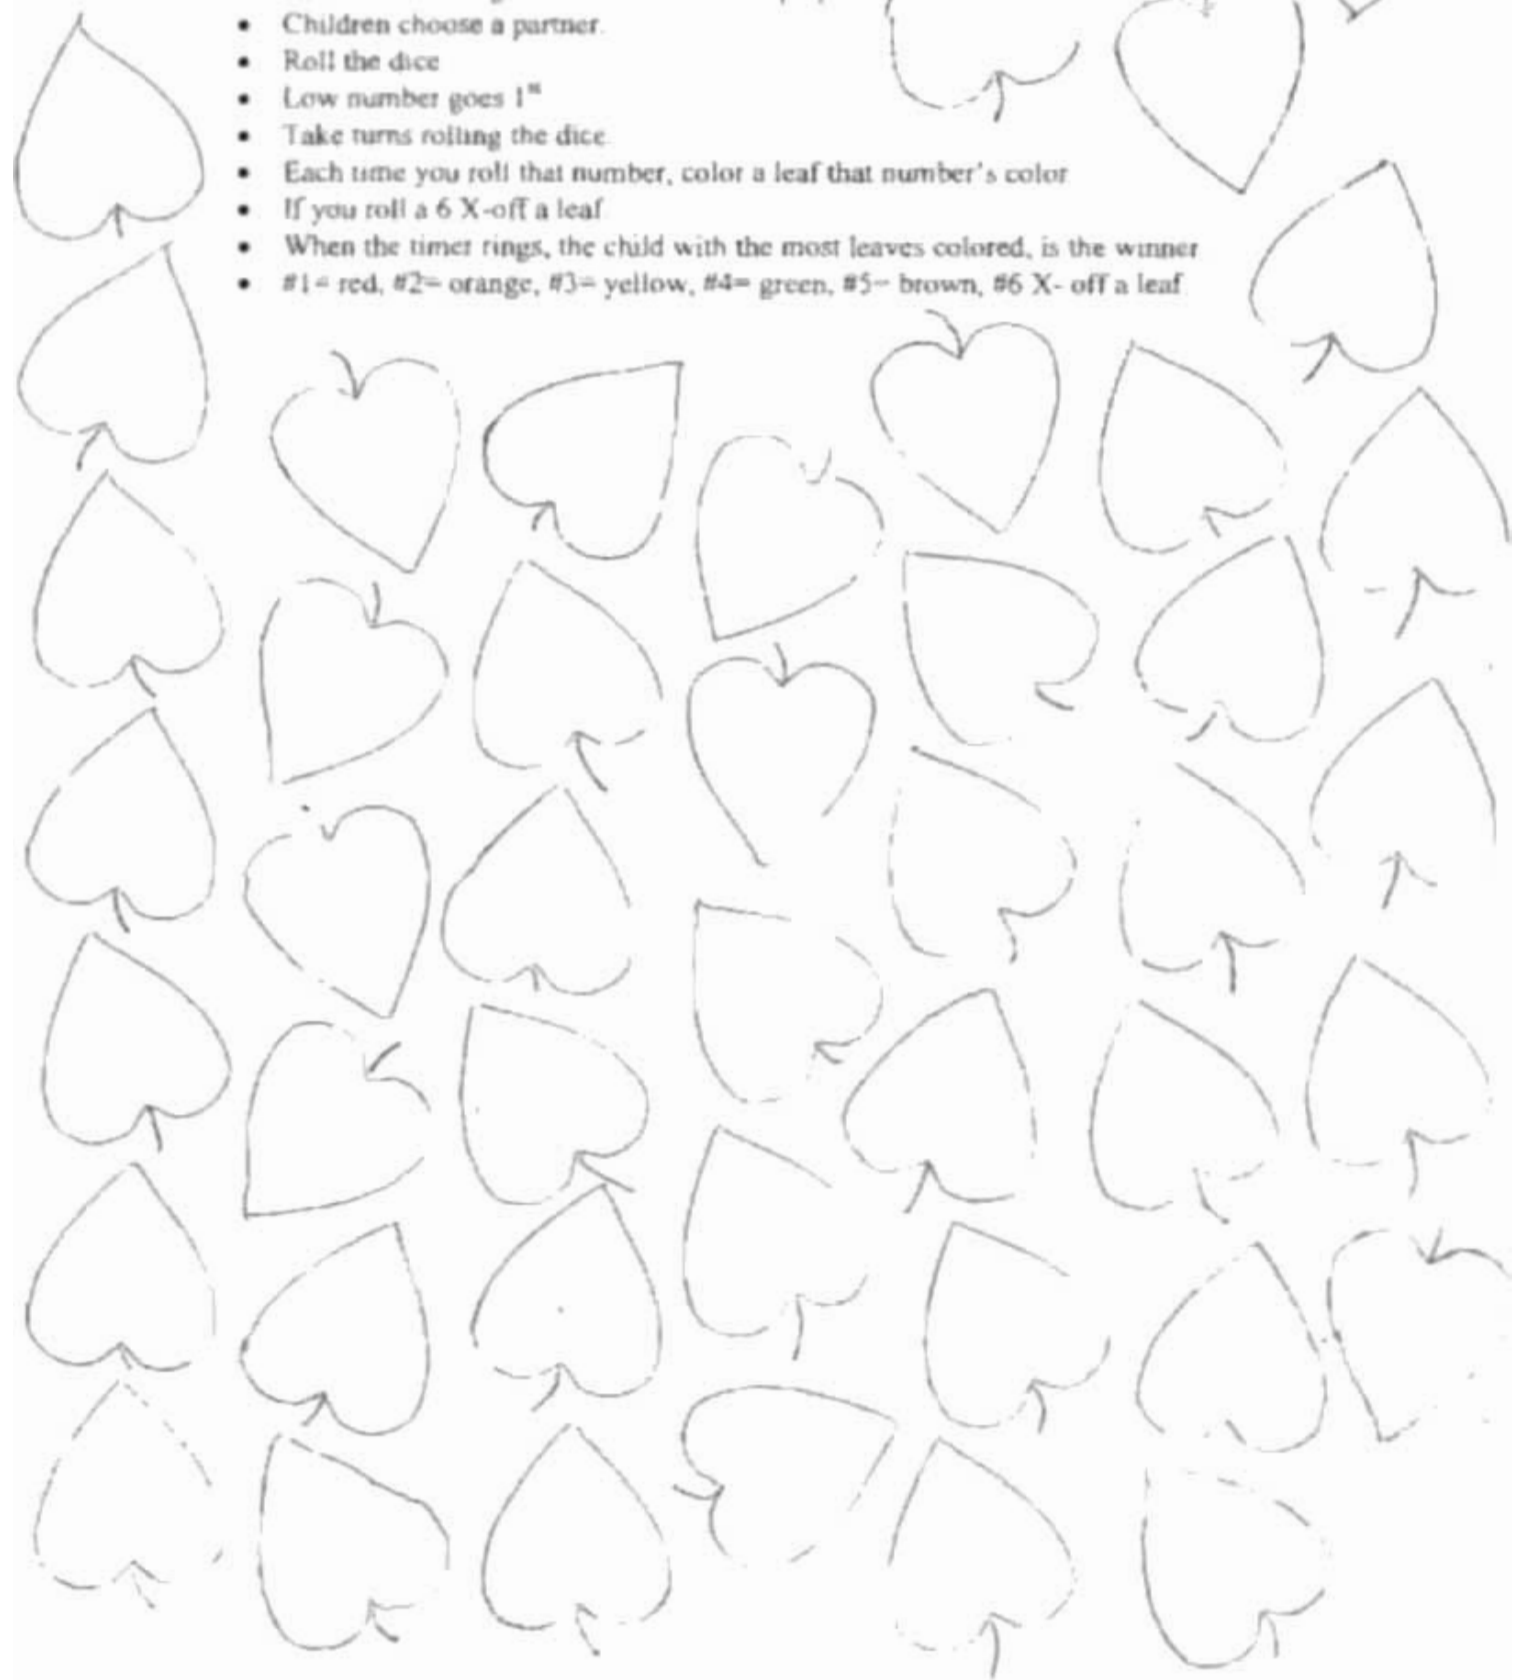 • Children choose a partner.
• Roll the dice
• Low number goes 1st
• Take turns rolling the dice
• Each time you roll that number, color a leaf that number's color
• If you roll a 6 X-off a leaf
• When the timer rings, the child with the most leaves colored, is the winner
• #1= red, #2= orange, #3= yellow, #4= green, #5= brown, #6 X- off a leaf